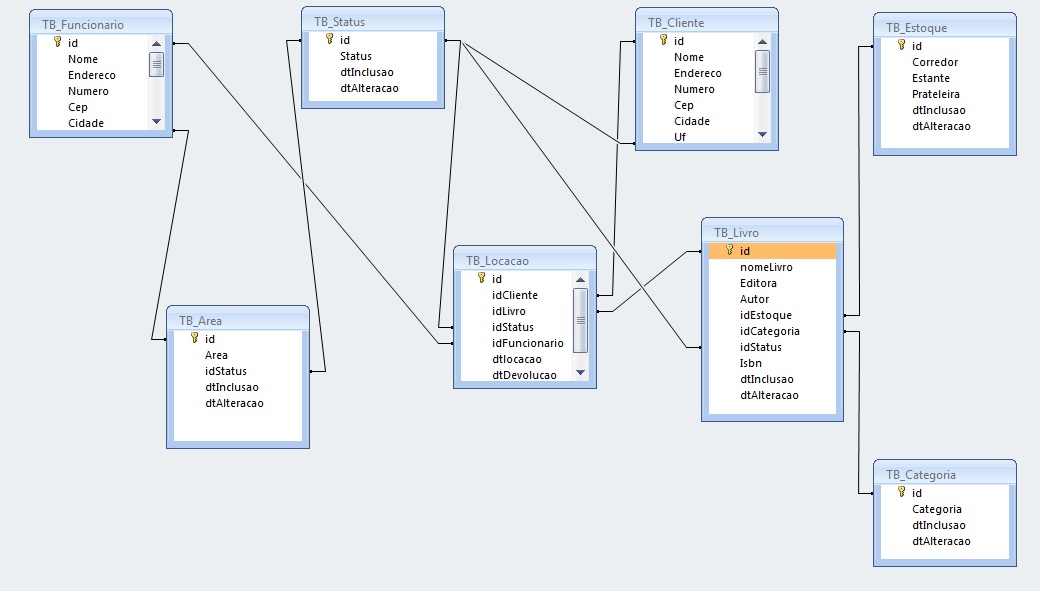 TB_Funcionario
id
Nome
Endereco
Numero
Cep
Cidade
TB_Status
id
Status
dtInclusao
dtAlteracao
TB_Cliente
id
Nome
Endereco
Numero
Cep
Cidade
Uf
TB_Estoque
id
Corredor
Estante
Prateleira
dtInclusao
dtAlteracao
TB_Area
id
Area
idStatus
dtInclusao
dtAlteracao
TB_Locacao
id
idCliente
idLivro
idStatus
idFuncionario
dtlocacao
dtDevolucao
TB_Livro
id
nomeLivro
Editora
Autor
idEstoque
idCategoria
idStatus
Isbn
dtInclusao
dtAlteracao
TB_Categoria
id
Categoria
dtInclusao
dtAlteracao